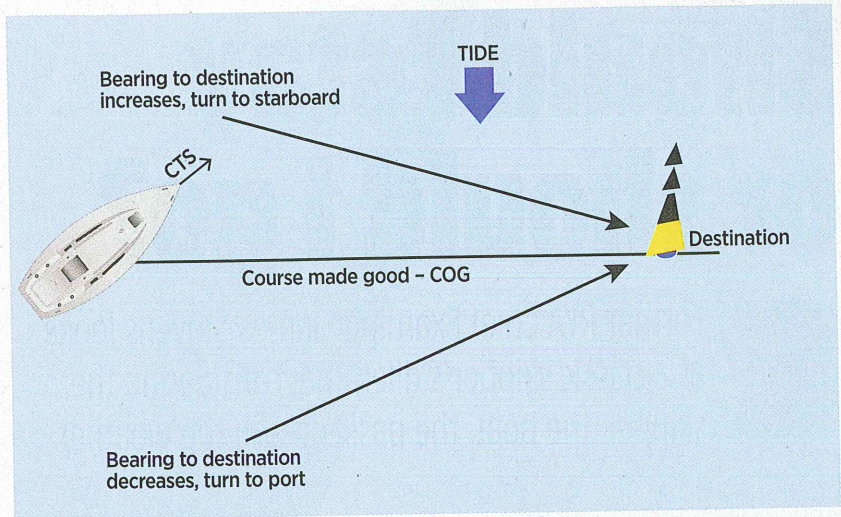 TIDE
Bearing to destination
increases, turn to starboard
CTS
Destination
Course made good – COG
Bearing to destination
decreases, turn to port